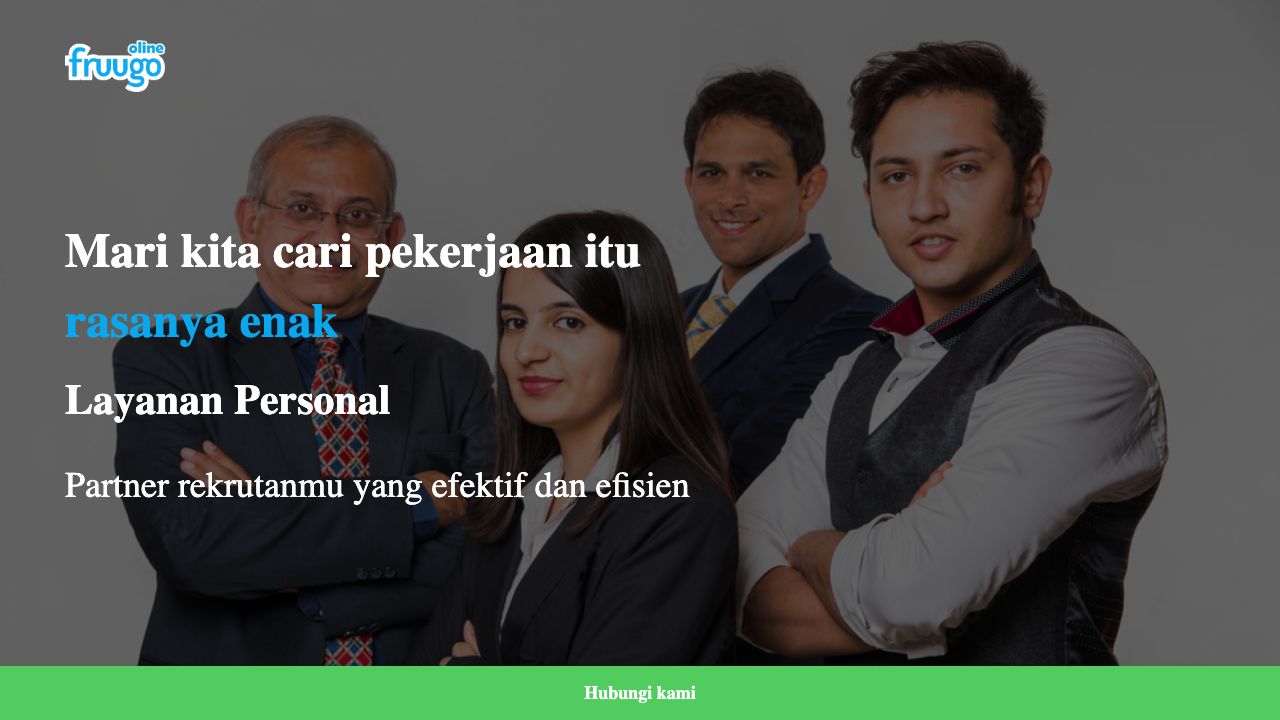 oline
fruugo
Mari kita cari pekerjaan itu
rasanya enak
Layanan Personal
Partner rekrutanmu yang efektif dan efisien
Hubungi kami